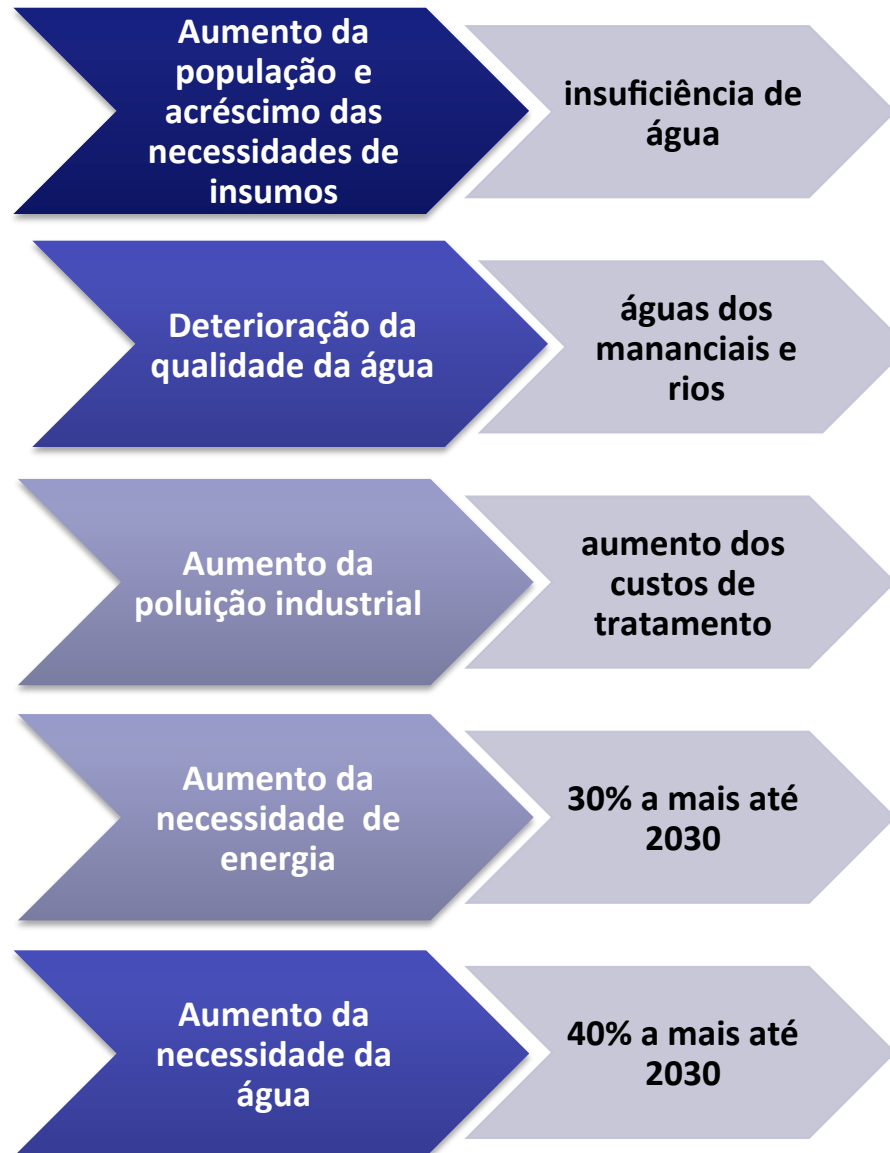 Aumento da
população e
acréscimo das
necessidades de
insumos
insuficiência de
água
Deterioração da
qualidade da água
águas dos
mananciais e
rios
Aumento da
poluição industrial
aumento dos
custos de
tratamento
Aumento da
necessidade de
energia
30% a mais até
2030
Aumento da
necessidade da
água
40% a mais até
2030